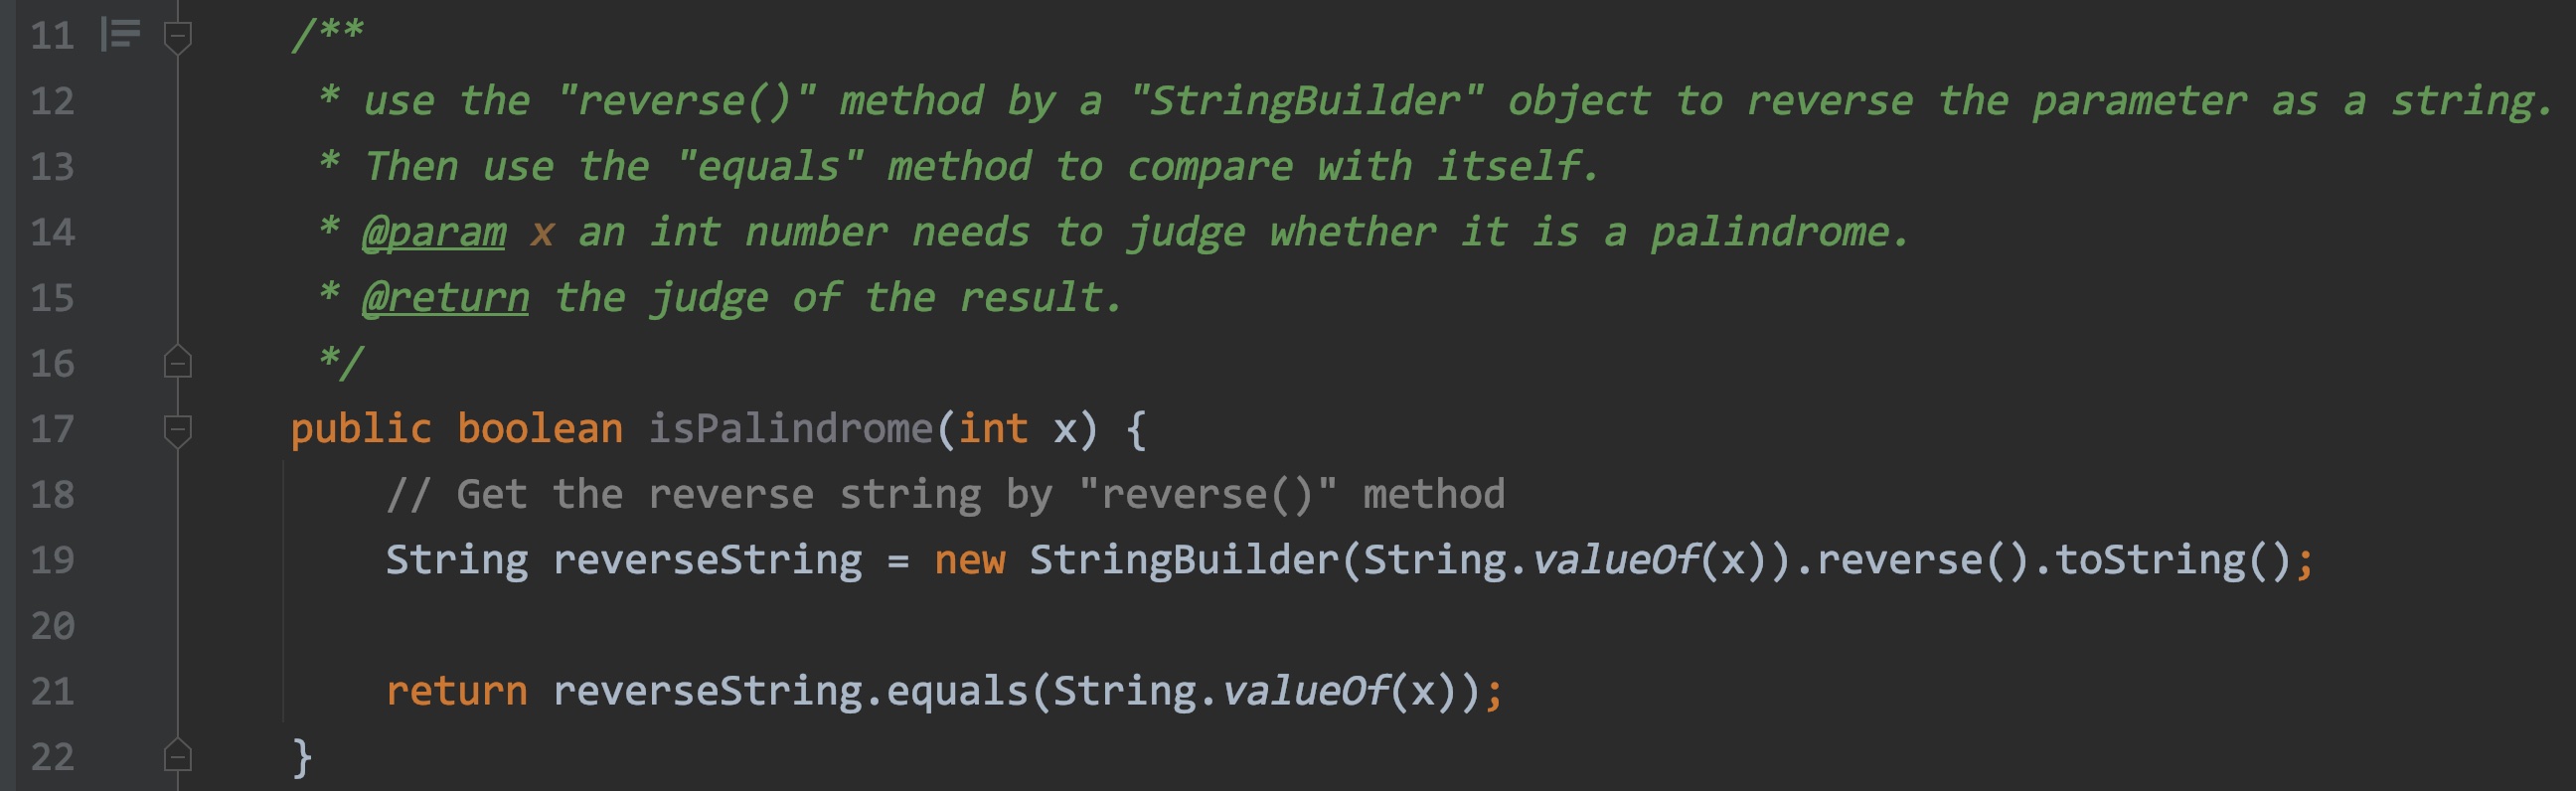 11 /**
12 * use the "reverse()" method by a "StringBuilder" object to reverse the parameter as a string.
13 * Then use the "equals" method to compare with itself.
14 * @param x an int number needs to judge whether it is a palindrome.
15 * @return the judge of the result.
16 */
17 public boolean isPalindrome(int x) {
18 // Get the reverse string by "reverse()" method
19 String reverseString = new StringBuilder(String.valueOf(x)).reverse().toString();
20
21 return reverseString.equals(String.valueOf(x));
22 }